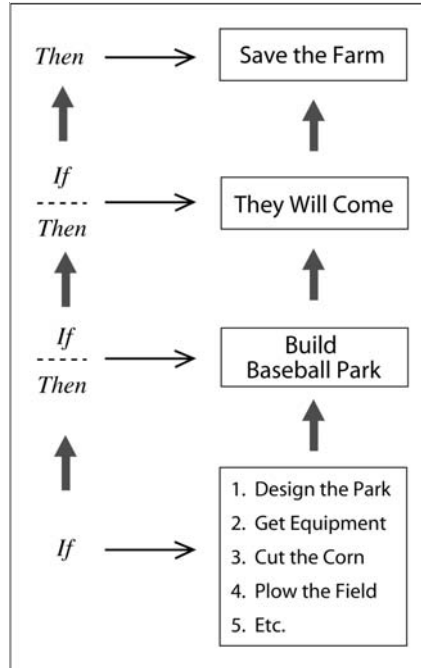 Then
Save the Farm
If
Then
They Will Come
If
Then
Build
Baseball Park
If
1. Design the Park
2. Get Equipment
3. Cut the Corn
4. Plow the Field
5. Etc.